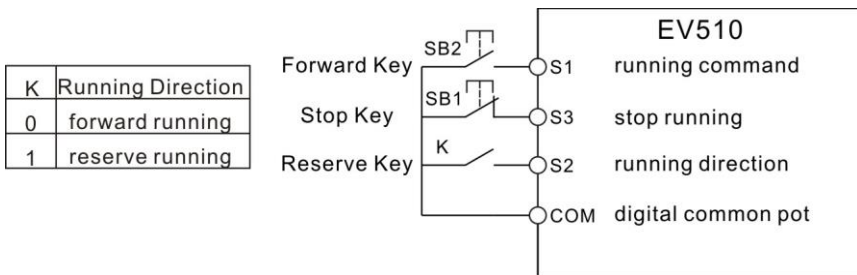 K Running Direction
0 forward running
1 reserve running
EV510
Forward Key SB2 S1 running command
Stop Key SB1 S3 stop running
Reserve Key K S2 running direction
COM digital common pot